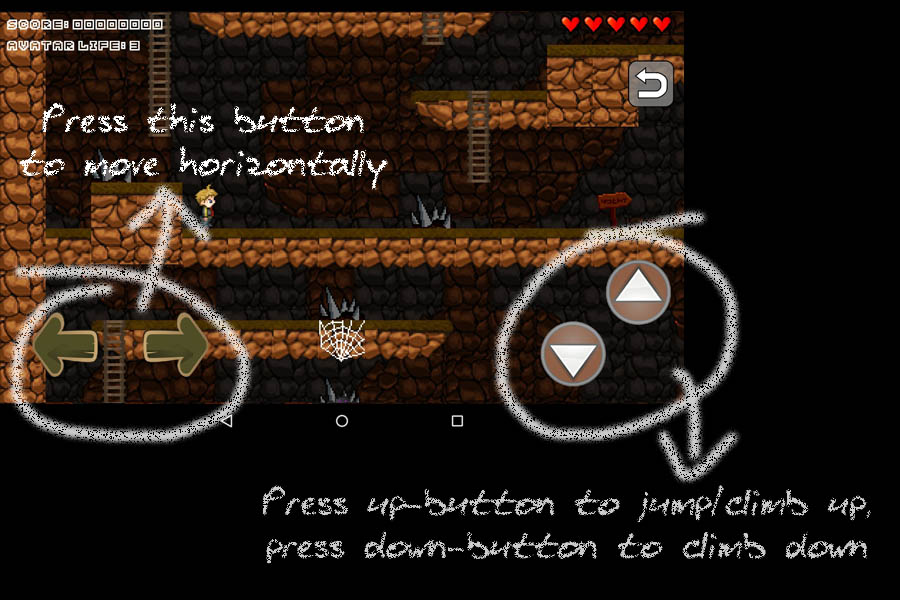 SCORE: 00000000
AVATAR LIFE: 3
Press this button
to move horizontally
Press up-button to jump/climb up,
press down-button to climb down